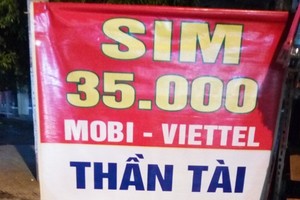 SIM
35.000
MOBI - VIETTEL
THẦN TÀI